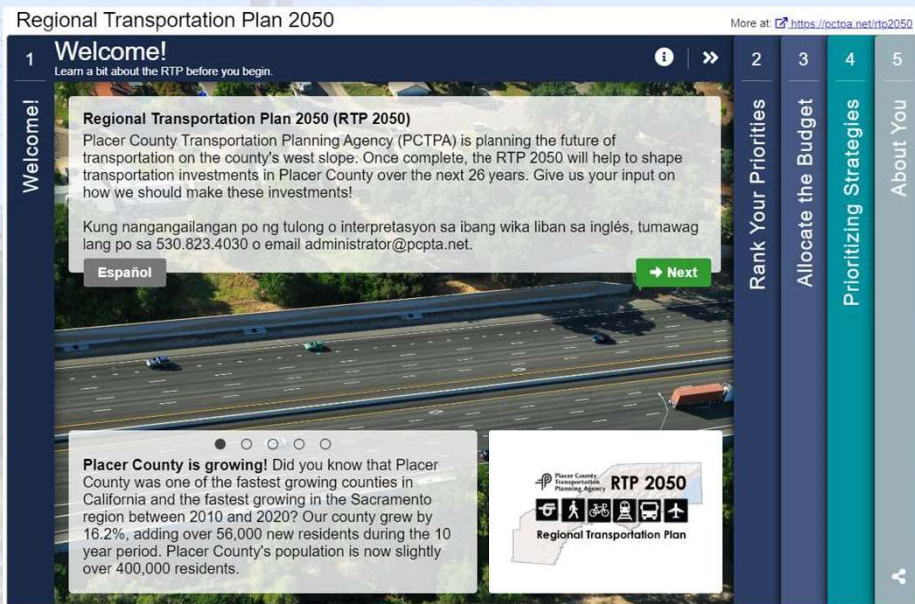 Regional Transportation Plan 2050
More at: https://pctpa.net/rtp2050
1
Welcome!
Welcome!
Learn a bit about the RTP before you begin.
2
Rank Your Priorities
3
Allocate the Budget
4
Prioritizing Strategies
5
About You
Regional Transportation Plan 2050 (RTP 2050)
Placer County Transportation Planning Agency (PCTPA) is planning the future of
transportation on the county's west slope. Once complete, the RTP 2050 will help to shape
transportation investments in Placer County over the next 26 years. Give us your input on
how we should make these investments!
Kung nangangailangan po ng tulong o interpretasyon sa ibang wika liban sa inglés, tumawag
lang po sa 530.823.4030 o email administrator@pcpta.net.
Español
Next
Placer County is growing! Did you know that Placer
County was one of the fastest growing counties in
California and the fastest growing in the Sacramento
region between 2010 and 2020? Our county grew by
16.2%, adding over 56,000 new residents during the 10
year period. Placer County's population is now slightly
over 400,000 residents.
Placer County
Transportation
Planning Agency
RTP 2050
Regional Transportation Plan